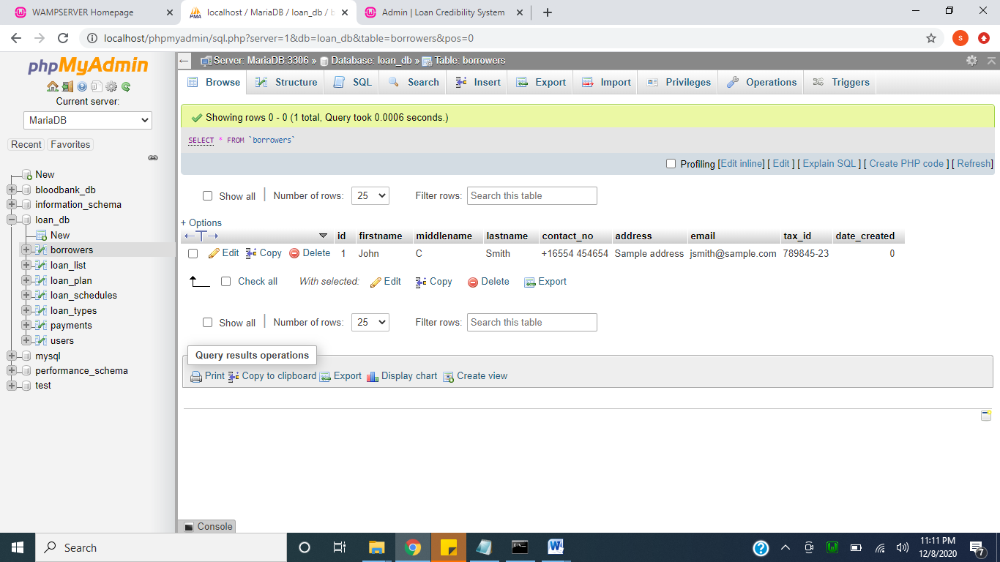 WAMPSERVER Homepage
localhost / MariaDB / loan_db / b
Admin | Loan Credibility System
localhost/phpmyadmin/sql.php?server=1&db=loan_db&table=borrowers&pos=0
S
phpMyAdmin
Current server:
MariaDB
Recent Favorites
New
bloodbank_db
information_schema
loan_db
New
borrowers
loan_list
loan_plan
loan_schedules
loan_types
payments
users
mysql
performance_schema
test
Server: MariaDB:3306 » Database: loan_db » Table: borrowers
Browse Structure SQL Search Insert Export Import Privileges Operations Triggers
Showing rows 0 - 0 (1 total, Query took 0.0006 seconds.)
SELECT * FROM `borrowers`
Profiling [Edit inline] [ Edit ] [ Explain SQL ] [ Create PHP code ] [ Refresh]
Show all | Number of rows: 25 Filter rows: Search this table
+ Options
←T→ id firstname middlename lastname contact_no address email tax_id date_created
Edit Copy Delete 1 John C Smith +16554 454654 Sample address jsmith@sample.com 789845-23 0
Check all With selected: Edit Copy Delete Export
Show all | Number of rows: 25 Filter rows: Search this table
Query results operations
Print Copy to clipboard Export Display chart Create view
Console
Search
11:11 PM
12/8/2020
7